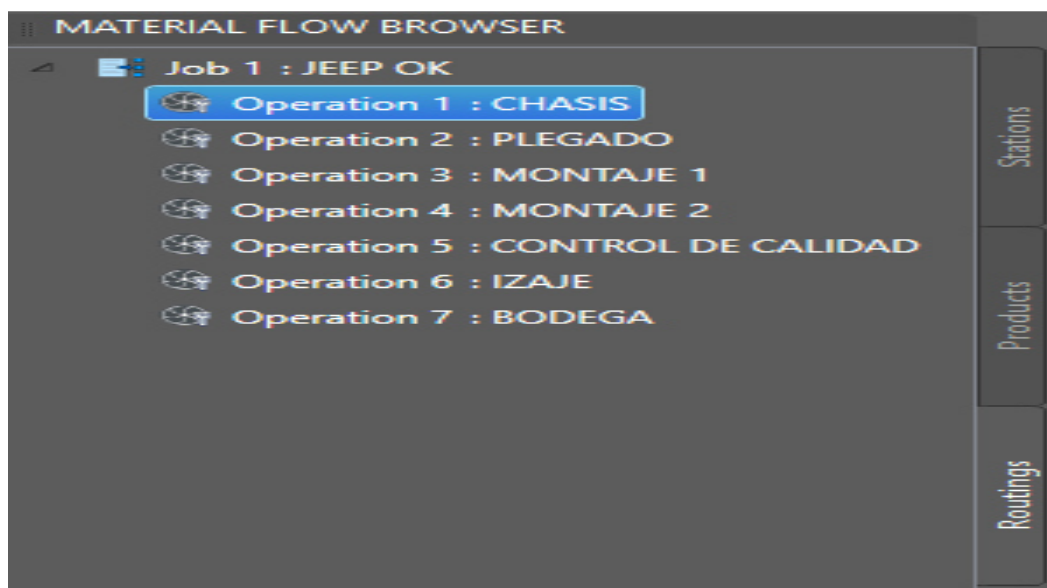 MATERIAL FLOW BROWSER
Job 1 : JEEP OK
Operation 1 : CHASIS
Operation 2 : PLEGADO
Operation 3 : MONTAJE 1
Operation 4 : MONTAJE 2
Operation 5 : CONTROL DE CALIDAD
Operation 6 : IZAJE
Operation 7 : BODEGA
Stations
Products
Routings